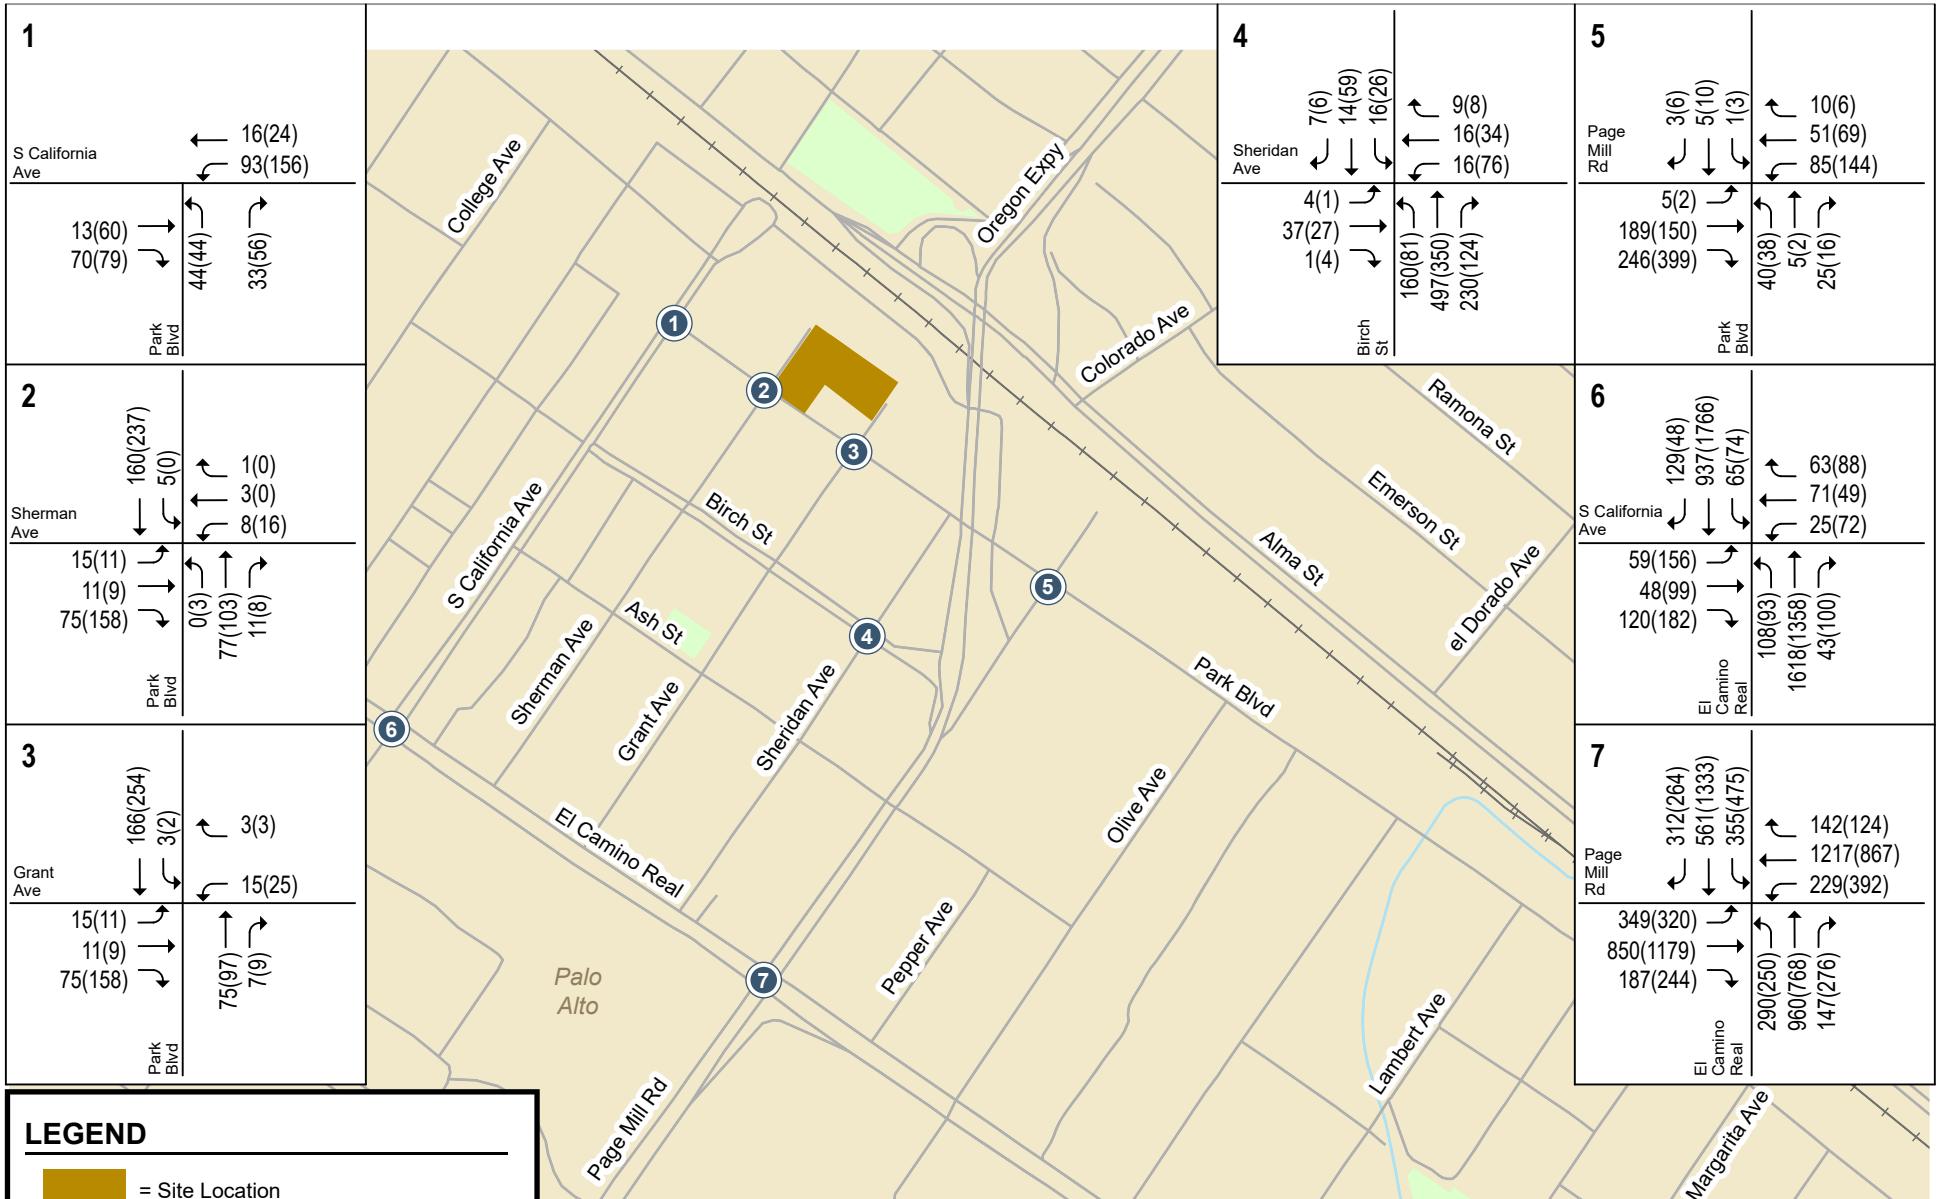 1
S California
Ave
16(24)
93(156)
13(60)
70(79)
44(44)
33(56)
Park
Blvd
2
160(237)
5(0)
1(0)
3(0)
8(16)
Sherman
Ave
15(11)
11(9)
75(158)
0(3)
77(103)
11(8)
Park
Blvd
3
166(254)
3(2)
3(3)
15(25)
Grant
Ave
15(11)
11(9)
75(158)
75(97)
7(9)
Park
Blvd
4
7(6)
14(59)
16(26)
9(8)
16(34)
16(76)
Sheridan
Ave
4(1)
37(27)
1(4)
160(81)
497(350)
230(124)
Birch
St
5
3(6)
5(10)
1(3)
10(6)
51(69)
85(144)
Page
Mill
Rd
5(2)
189(150)
246(399)
40(38)
5(2)
25(16)
Park
Blvd
6
129(48)
937(1766)
65(74)
63(88)
71(49)
25(72)
S California
Ave
59(156)
48(99)
120(182)
108(93)
1618(1358)
43(100)
El
Camino
Real
7
312(264)
561(1333)
355(475)
142(124)
1217(867)
229(392)
Page
Mill
Rd
349(320)
850(1179)
187(244)
290(250)
960(768)
147(276)
El
Camino
Real
College Ave
Oregon Expy
Colorado Ave
Ramona St
Emerson St
el Dorado Ave
Alma St
1
2
3
4
5
6
7
S California Ave
Birch St
Ash St
Sherman Ave
Grant Ave
Sheridan Ave
Park Blvd
El Camino Real
Olive Ave
Pepper Ave
Lambert Ave
Margarita Ave
Page Mill Rd
Palo
Alto
LEGEND
= Site Location